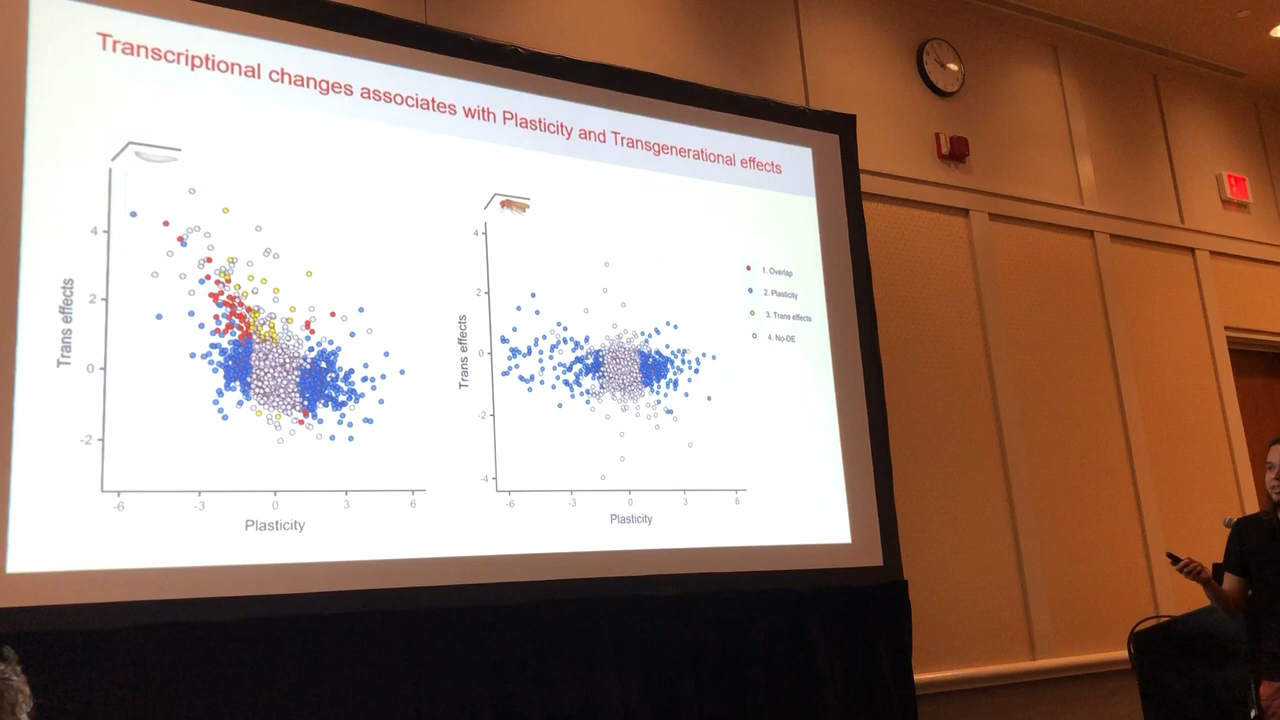 Transcriptional changes associates with Plasticity and Transgenerational effects
4
2
0
-2
Trans effects
-6
-3
0
3
6
Plasticity
4
2
0
-2
-4
Trans effects
-6
-3
0
3
6
Plasticity
1. Overlap
2. Plasticity
3. Trans effects
4. No-DE